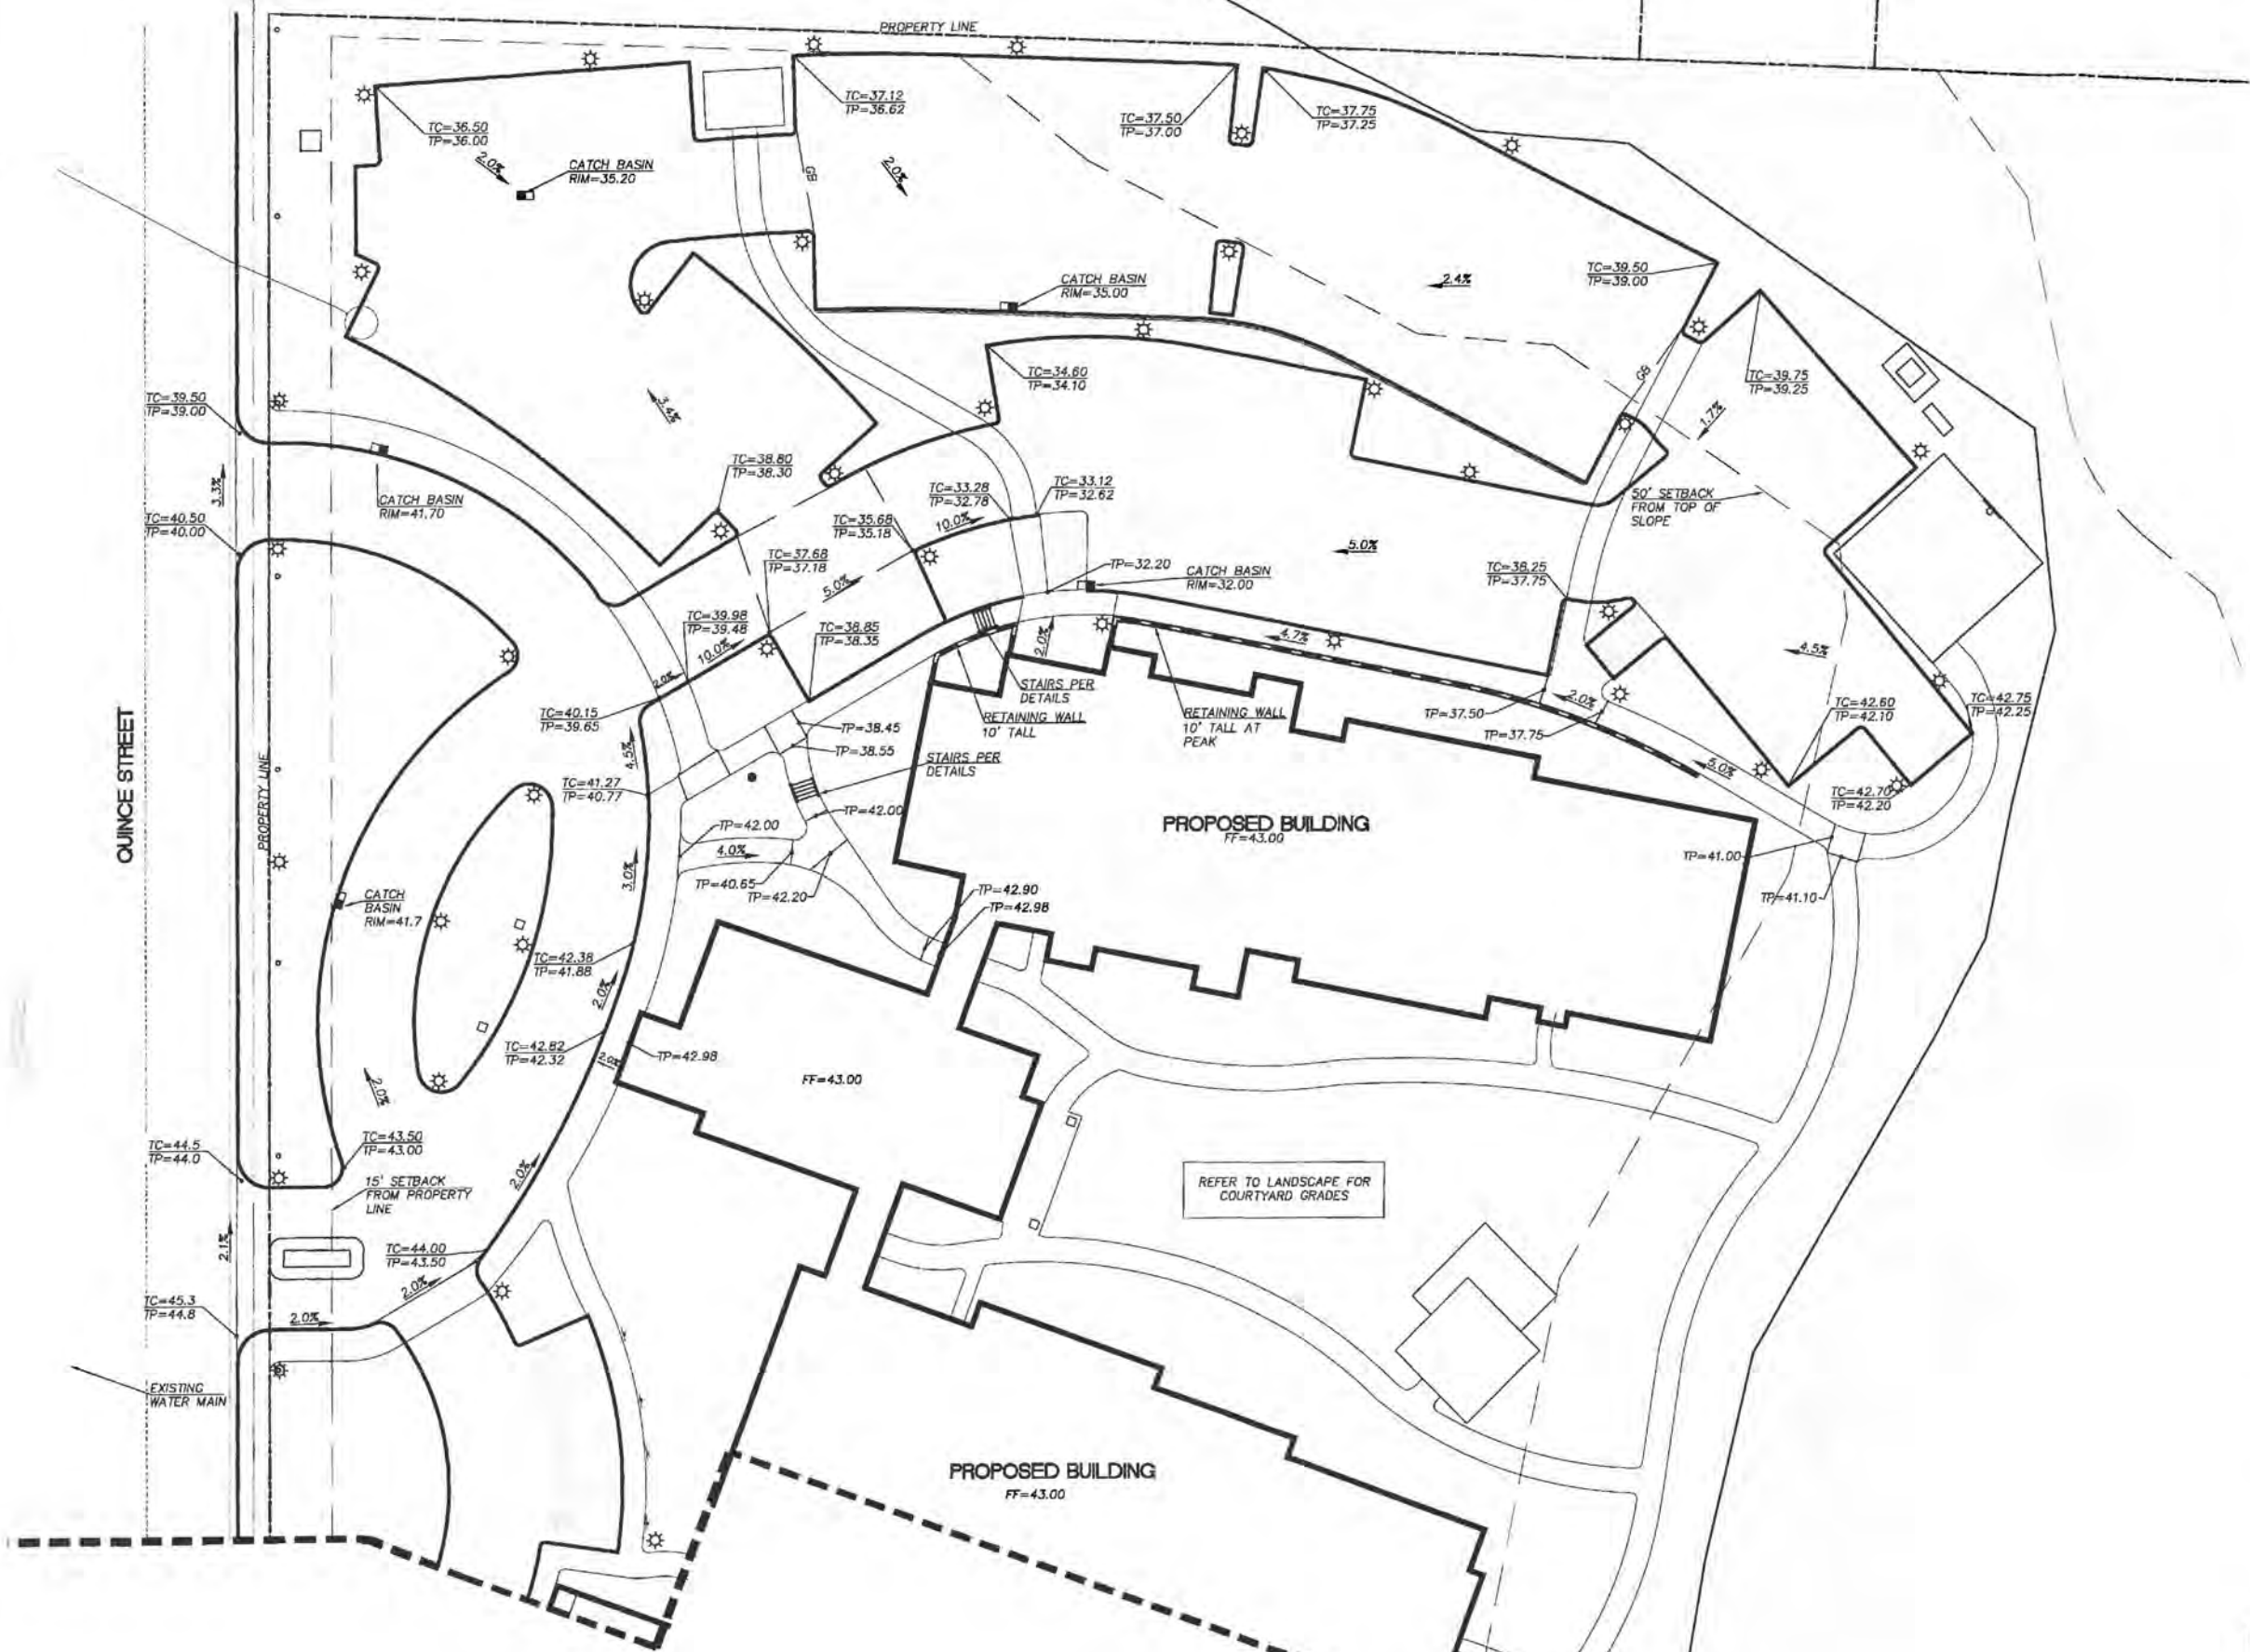 PROPERTY LINE
TC=37.12
TP=36.62
TC=36.50
TP=36.00
TC=37.50
TP=37.00
TC=37.75
TP=37.25
2.0%
CATCH BASIN
RIM=35.20
GB
2.0%
CATCH BASIN
RIM=35.00
2.4%
TC=39.50
TP=39.00
TC=34.60
TP=34.10
GB
TC=39.75
TP=39.25
1.7%
TC=39.50
TP=39.00
3.4%
3.3%
CATCH BASIN
RIM=41.70
TC=38.80
TP=38.30
TC=33.28
TP=32.78
TC=33.12
TP=32.62
50' SETBACK
FROM TOP OF
SLOPE
TC=40.50
TP=40.00
TC=35.68
TP=35.18
10.0%
5.0%
TC=37.68
TP=37.18
5.0%
TP=32.20
CATCH BASIN
RIM=32.00
TC=38.25
TP=37.75
TC=39.98
TP=39.48
TC=38.85
TP=38.35
10.0%
2.0%
2.0%
4.7%
4.5%
STAIRS PER
DETAILS
2.0%
TC=42.75
TP=42.25
TC=40.15
TP=39.65
RETAINING WALL
10' TALL
RETAINING WALL
10' TALL AT
PEAK
TP=37.50
TC=42.60
TP=42.10
TP=38.45
TP=38.55
TP=37.75
QUINCE STREET
PROPERTY LINE
4.5%
STAIRS PER
DETAILS
5.0%
TC=41.27
TP=40.77
TC=42.70
TP=42.20
TP=42.00
TP=42.00
PROPOSED BUILDING
FF=43.00
4.0%
3.0%
TP=41.00
TP=40.65
TP=42.20
TP=42.90
TP=42.98
TP=41.10
CATCH
BASIN
RIM=41.7
TC=42.38
TP=41.88
2.0%
TC=42.82
TP=42.32
2.0%
TP=42.98
FF=43.00
2.0%
TC=44.5
TP=44.0
TC=43.50
TP=43.00
15' SETBACK
FROM PROPERTY
LINE
2.0%
REFER TO LANDSCAPE FOR
COURTYARD GRADES
2.1%
TC=44.00
TP=43.50
2.0%
TC=45.3
TP=44.8
2.0%
EXISTING
WATER MAIN
PROPOSED BUILDING
FF=43.00